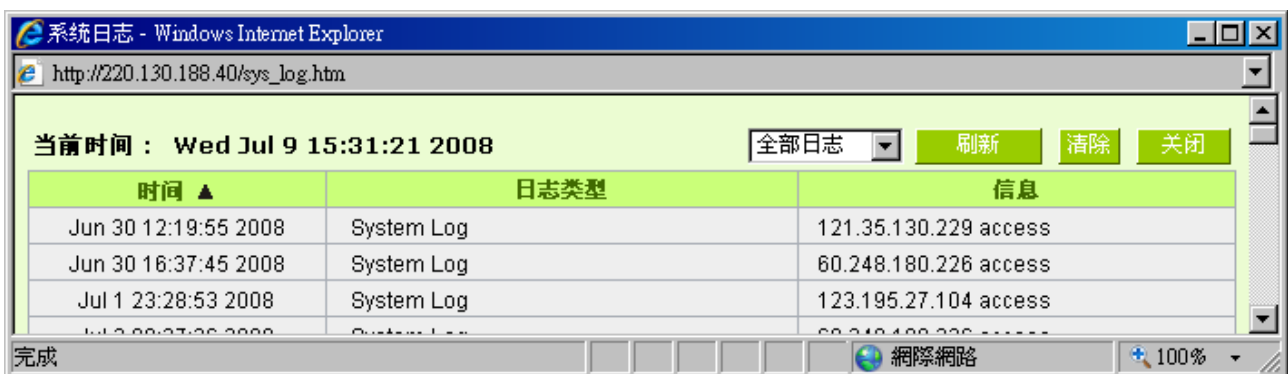 系统日志 - Windows Internet Explorer
http://220.130.188.40/sys_log.htm
当前时间： Wed Jul 9 15:31:21 2008 全部日志 刷新 清除 关闭
时间 ▲ 日志类型 信息
Jun 30 12:19:55 2008 System Log 121.35.130.229 access
Jun 30 16:37:45 2008 System Log 60.248.180.226 access
Jul 1 23:28:53 2008 System Log 123.195.27.104 access
完成 網際網路 100%